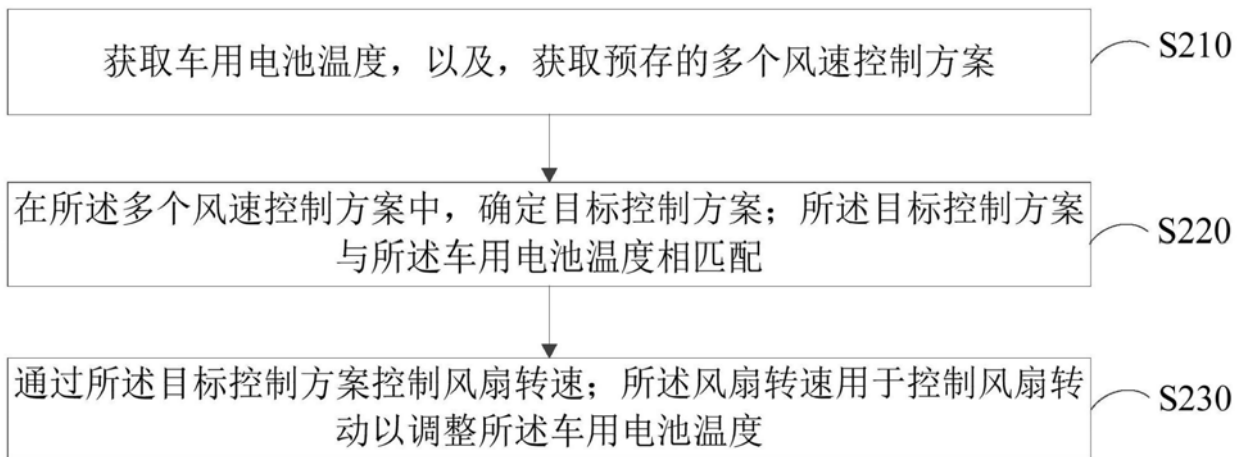 获取车用电池温度，以及，获取预存的多个风速控制方案
S210
在所述多个风速控制方案中，确定目标控制方案；所述目标控制方案
与所述车用电池温度相匹配
S220
通过所述目标控制方案控制风扇转速；所述风扇转速用于控制风扇转
动以调整所述车用电池温度
S230